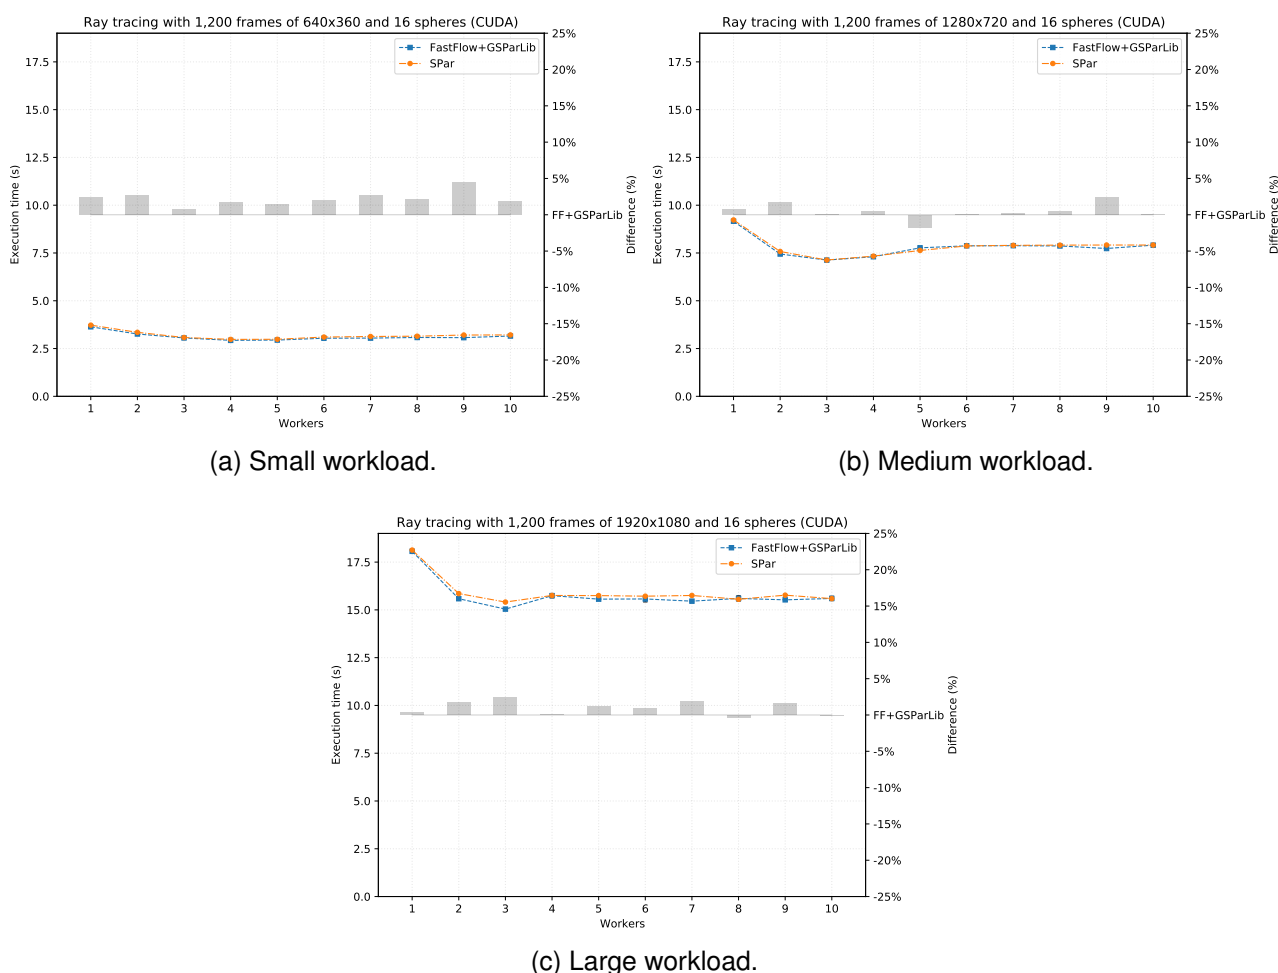 Ray tracing with 1,200 frames of 640x360 and 16 spheres (CUDA)
FastFlow+GSParLib
SPar
Execution time (s)
17.5
15.0
12.5
10.0
7.5
5.0
2.5
0.0
25%
20%
15%
10%
5%
FF+GSParLib
-5%
-10%
-15%
-20%
-25%
Difference (%)
1 2 3 4 5 6 7 8 9 10
Workers
(a) Small workload.
Ray tracing with 1,200 frames of 1280x720 and 16 spheres (CUDA)
FastFlow+GSParLib
SPar
Execution time (s)
17.5
15.0
12.5
10.0
7.5
5.0
2.5
0.0
25%
20%
15%
10%
5%
FF+GSParLib
-5%
-10%
-15%
-20%
-25%
Difference (%)
1 2 3 4 5 6 7 8 9 10
Workers
(b) Medium workload.
Ray tracing with 1,200 frames of 1920x1080 and 16 spheres (CUDA)
FastFlow+GSParLib
SPar
Execution time (s)
17.5
15.0
12.5
10.0
7.5
5.0
2.5
0.0
25%
20%
15%
10%
5%
FF+GSParLib
-5%
-10%
-15%
-20%
-25%
Difference (%)
1 2 3 4 5 6 7 8 9 10
Workers
(c) Large workload.